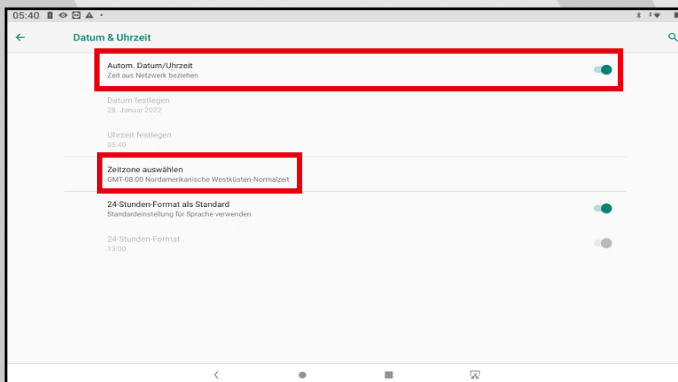 05:40
Datum & Uhrzeit
Autom. Datum/Uhrzeit
Zeit aus Netzwerk beziehen
Datum festlegen
28. Januar 2022
Uhrzeit festlegen
05:40
Zeitzone auswählen
GMT-08:00 Nordamerikanische Westküsten-Normalzeit
24-Stunden-Format als Standard
Standardeinstellung für Sprache verwenden
24-Stunden-Format
13:00